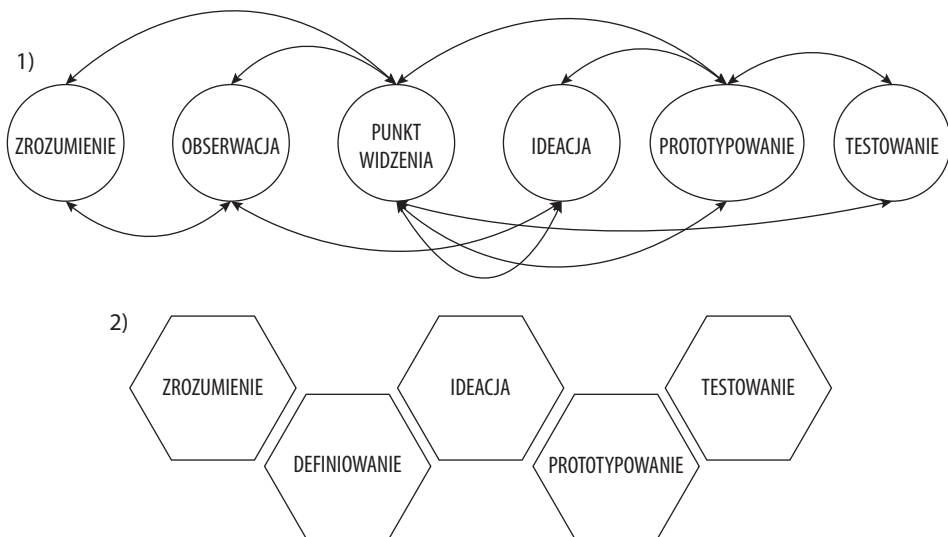 1)
ZROZUMIENIE
OBSERWACJA
PUNKT
WIDZENIA
IDEACJA
PROTOTYPOWANIE
TESTOWANIE
2)
ZROZUMIENIE
IDEACJA
TESTOWANIE
DEFINIOWANIE
PROTOTYPOWANIE